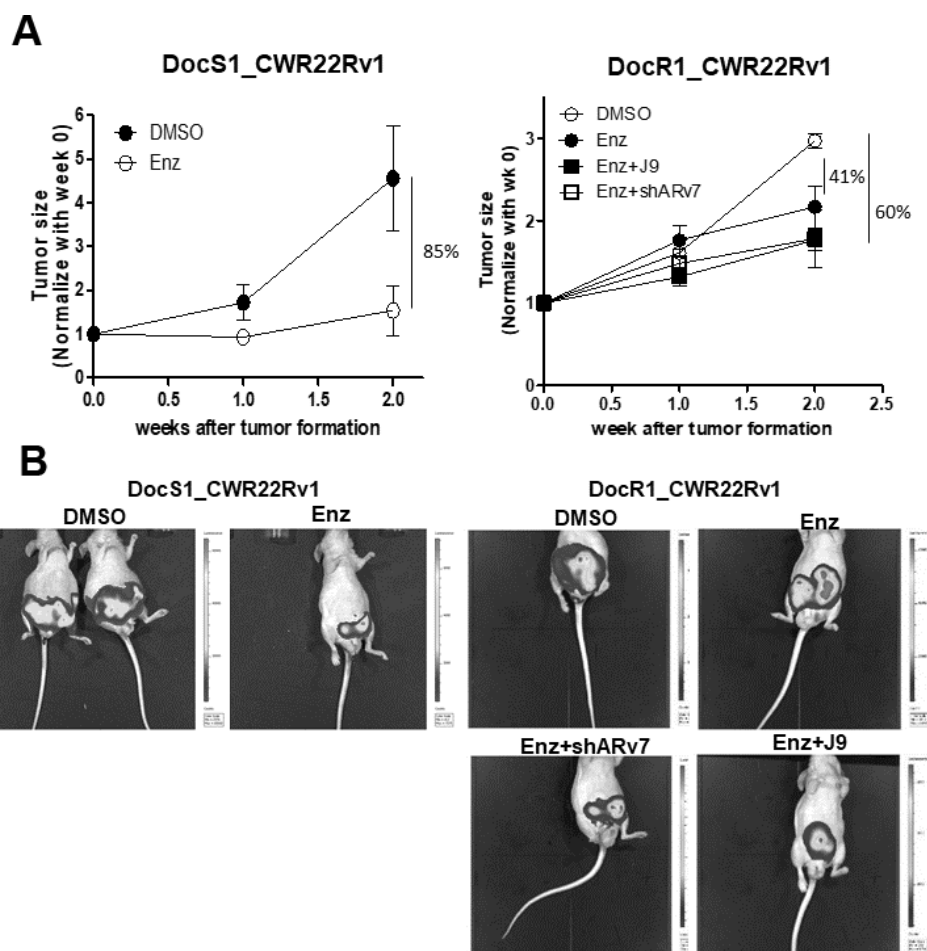 A
DocS1_CWR22Rv1
Tumor size
(Normalize with week 0)
6
5
4
3
2
1
0
DMSO
Enz
85%
0.0 0.5 1.0 1.5 2.0
weeks after tumor formation
DocR1_CWR22Rv1
Tumor size
(Normalize with wk 0)
3
2
1
0
DMSO
Enz
Enz+J9
Enz+shARv7
41%
60%
0.0 0.5 1.0 1.5 2.0 2.5
week after tumor formation
B
DocS1_CWR22Rv1
DMSO Enz
DocR1_CWR22Rv1
DMSO Enz
Enz+shARv7 Enz+J9